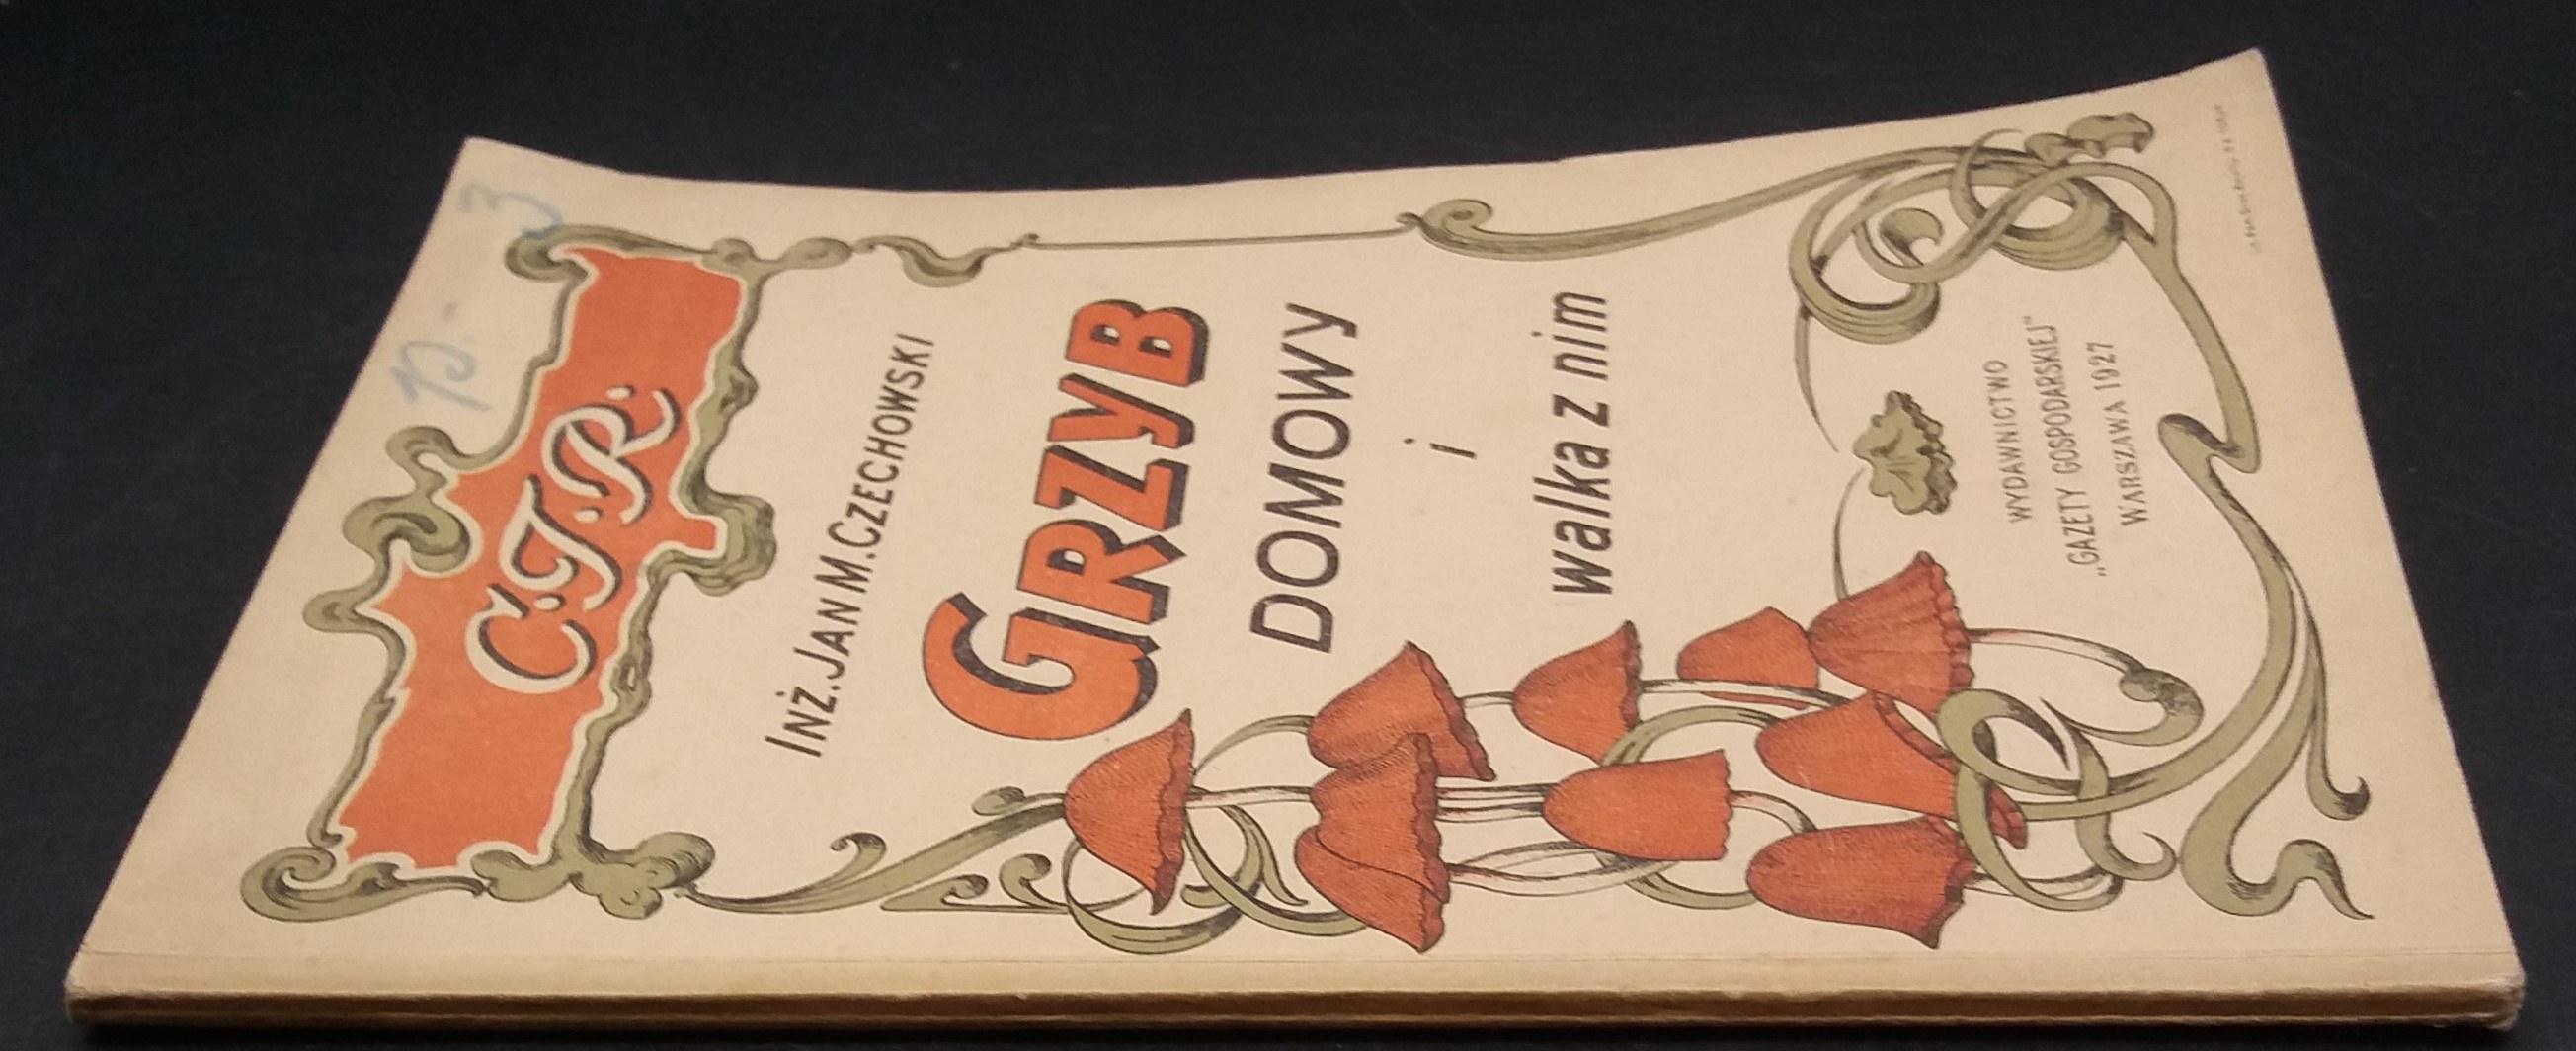 C.T.R.
INŻ. JAN M. CZECHOWSKI
GRZYB
DOMOWY
i
walka z nim
WYDAWNICTWO
„GAZETY GOSPODARSKIEJ”
WARSZAWA 1927